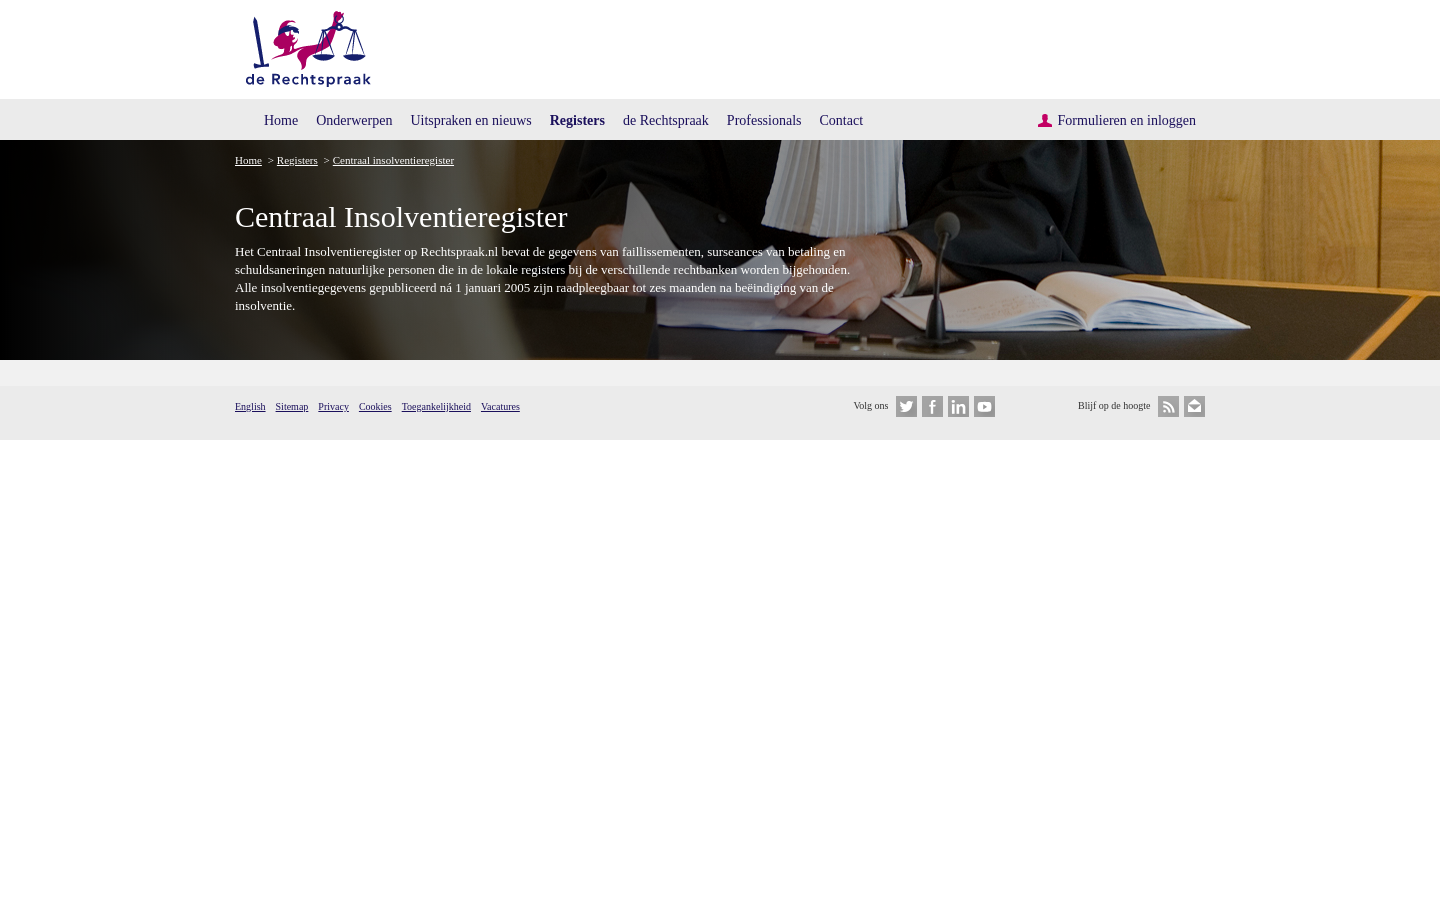 de Rechtspraak
Home Onderwerpen Uitspraken en nieuws Registers de Rechtspraak Professionals Contact Formulieren en inloggen
Home > Registers > Centraal insolventieregister
Centraal Insolventieregister
Het Centraal Insolventieregister op Rechtspraak.nl bevat de gegevens van faillissementen, surseances van betaling en
schuldsaneringen natuurlijke personen die in de lokale registers bij de verschillende rechtbanken worden bijgehouden.
Alle insolventiegegevens gepubliceerd ná 1 januari 2005 zijn raadpleegbaar tot zes maanden na beëindiging van de
insolventie.
English Sitemap Privacy Cookies Toegankelijkheid Vacatures Volg ons Blijf op de hoogte